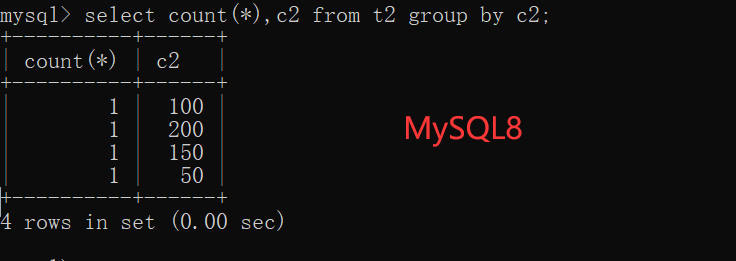 mysql> select count(*),c2 from t2 group by c2;
+----------+------+
| count(*) | c2   |
+----------+------+
|        1 |  100 |
|        1 |  200 |
|        1 |  150 |
|        1 |   50 |
+----------+------+
4 rows in set (0.00 sec)
MySQL8